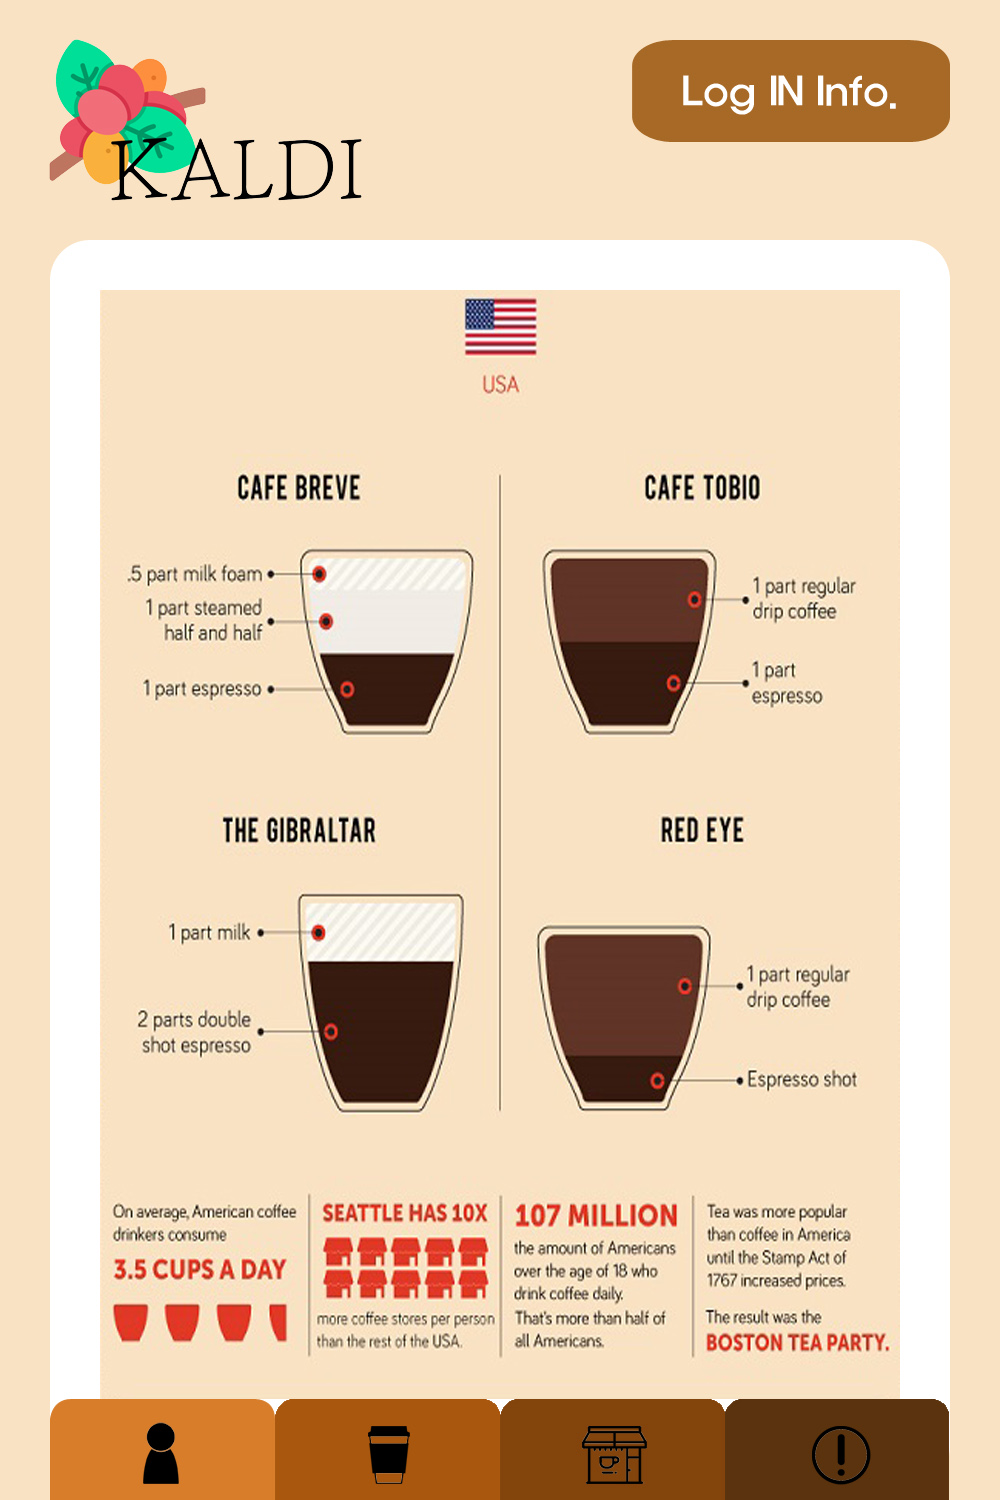 KALDI
Log IN Info.
USA
CAFE BREVE
.5 part milk foam
1 part steamed
half and half
1 part espresso
CAFE TOBIO
1 part regular
drip coffee
1 part
espresso
THE GIBRALTAR
1 part milk
2 parts double
shot espresso
RED EYE
1 part regular
drip coffee
Espresso shot
On average, American coffee
drinkers consume
3.5 CUPS A DAY
SEATTLE HAS 10X
more coffee stores per person
than the rest of the USA.
107 MILLION
the amount of Americans
over the age of 18 who
drink coffee daily.
That's more than half of
all Americans.
Tea was more popular
than coffee in America
until the Stamp Act of
1767 increased prices.
The result was the
BOSTON TEA PARTY.